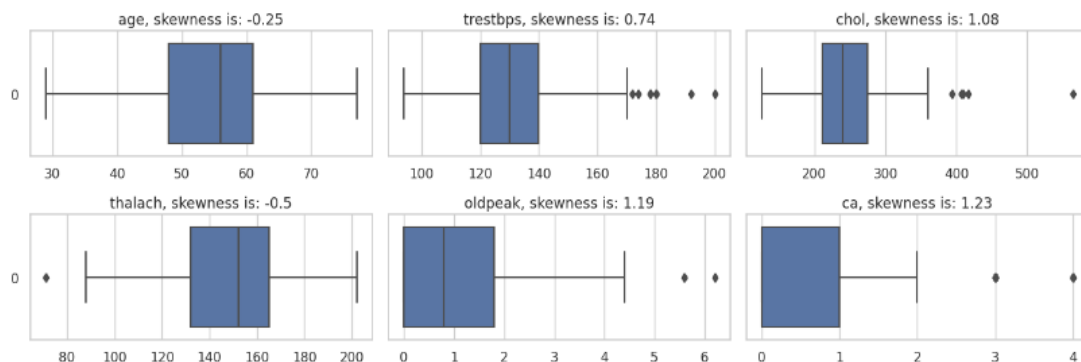 age, skewness is: -0.25
trestbps, skewness is: 0.74
chol, skewness is: 1.08
0
30 40 50 60 70
100 120 140 160 180 200
200 300 400 500
thalach, skewness is: -0.5
oldpeak, skewness is: 1.19
ca, skewness is: 1.23
0
80 100 120 140 160 180 200
0 1 2 3 4 5 6
0 1 2 3 4